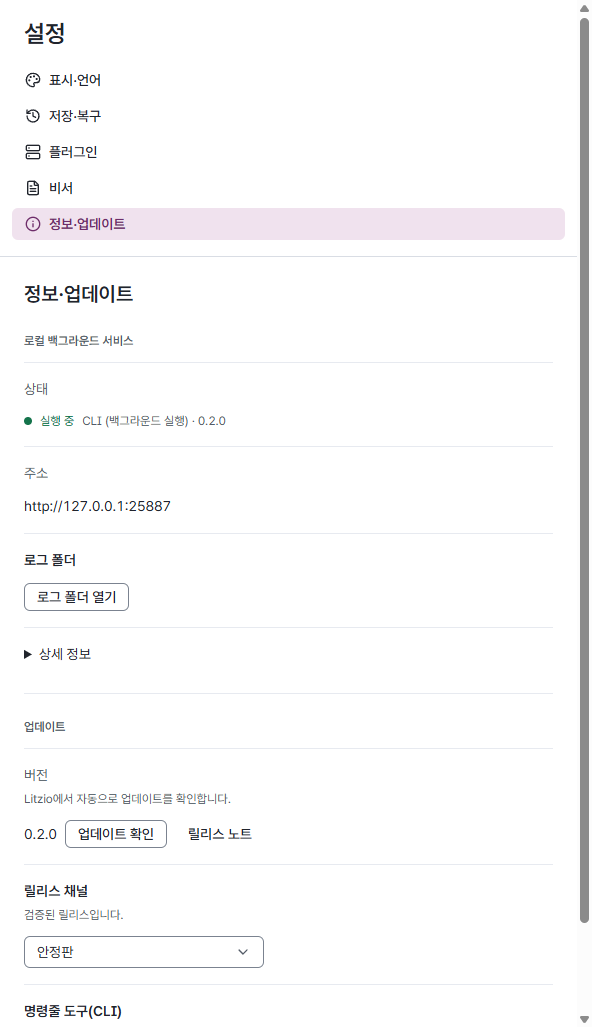 설정
표시·언어
저장·복구
플러그인
비서
정보·업데이트
정보·업데이트
로컬 백그라운드 서비스
상태
실행 중 CLI (백그라운드 실행) · 0.2.0
주소
http://127.0.0.1:25887
로그 폴더
로그 폴더 열기
상세 정보
업데이트
버전
Litzio에서 자동으로 업데이트를 확인합니다.
0.2.0 업데이트 확인 릴리스 노트
릴리스 채널
검증된 릴리스입니다.
안정판
명령줄 도구(CLI)